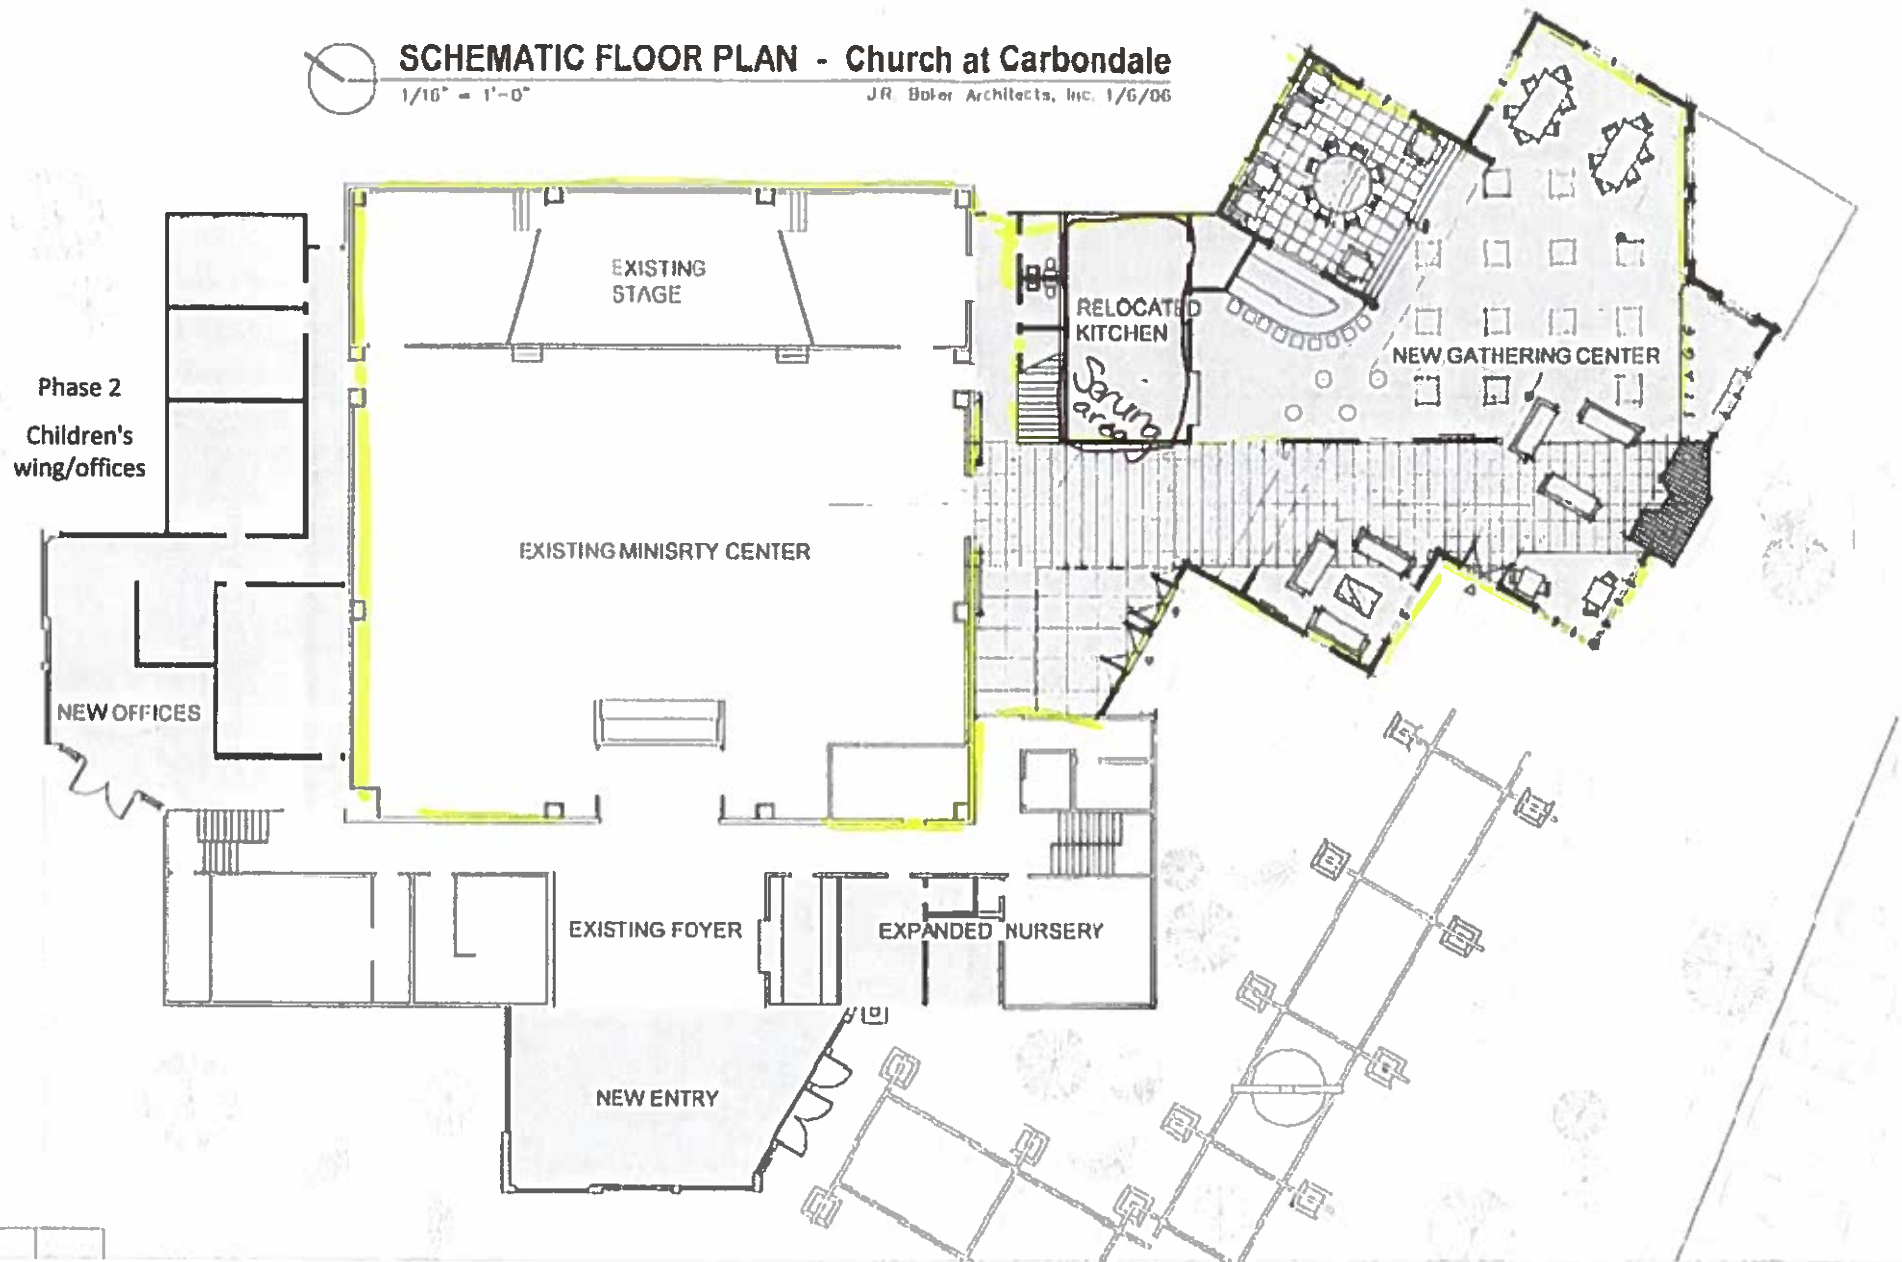 SCHEMATIC FLOOR PLAN - Church at Carbondale
1/16" = 1'-0"
J.R. Boler Architects, Inc. 1/6/06
EXISTING
STAGE
RELOCATED
KITCHEN
Serving
area
NEW GATHERING CENTER
Phase 2
Children's
wing/offices
EXISTING MINISRTY CENTER
NEW OFFICES
EXISTING FOYER
EXPANDED NURSERY
NEW ENTRY